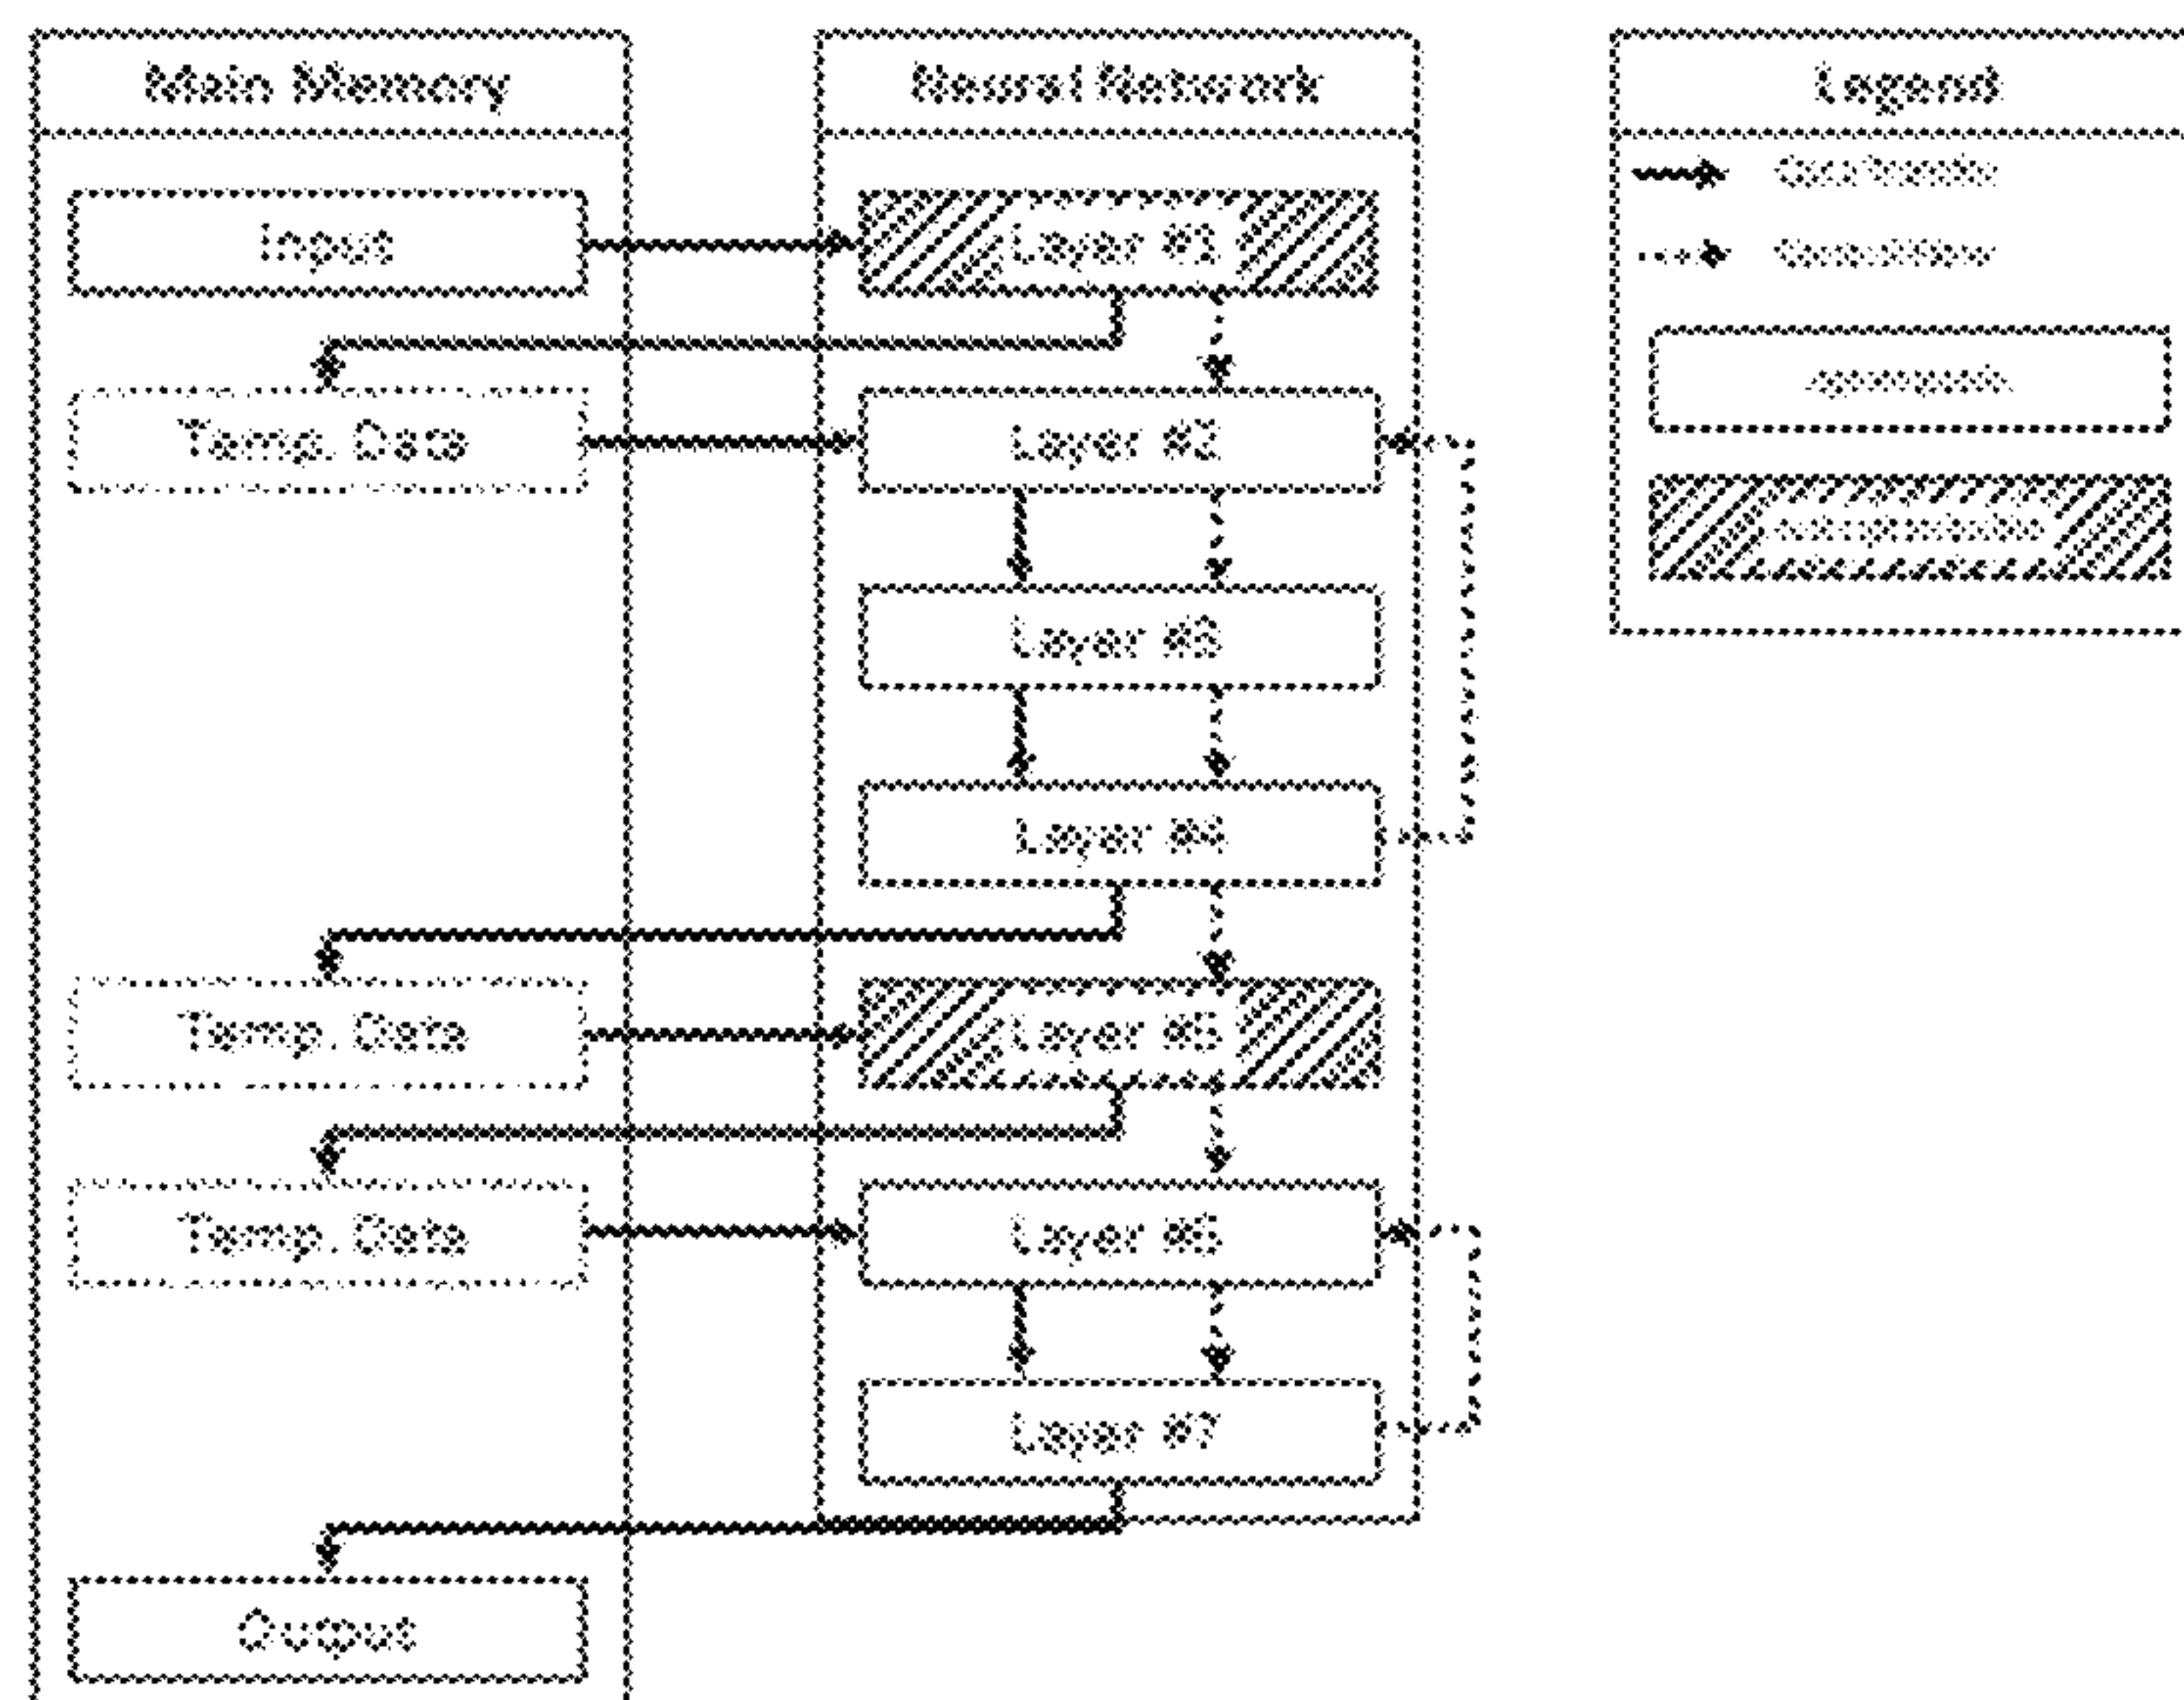 Main Memory
Neural Network
Legend
Input
Layer #1
Temp. Data
Layer #2
Layer #3
Layer #4
Temp. Data
Layer #5
Temp. Data
Layer #6
Layer #7
Output